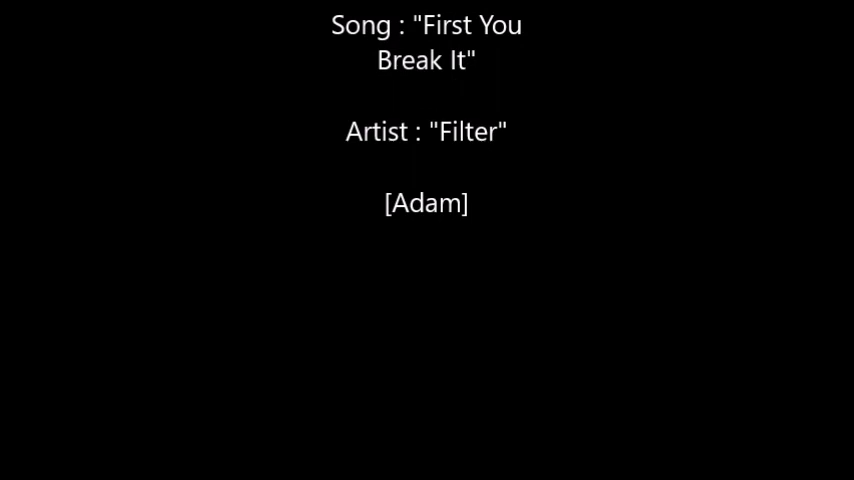 Song : "First You
Break It"
Artist : "Filter"
[Adam]